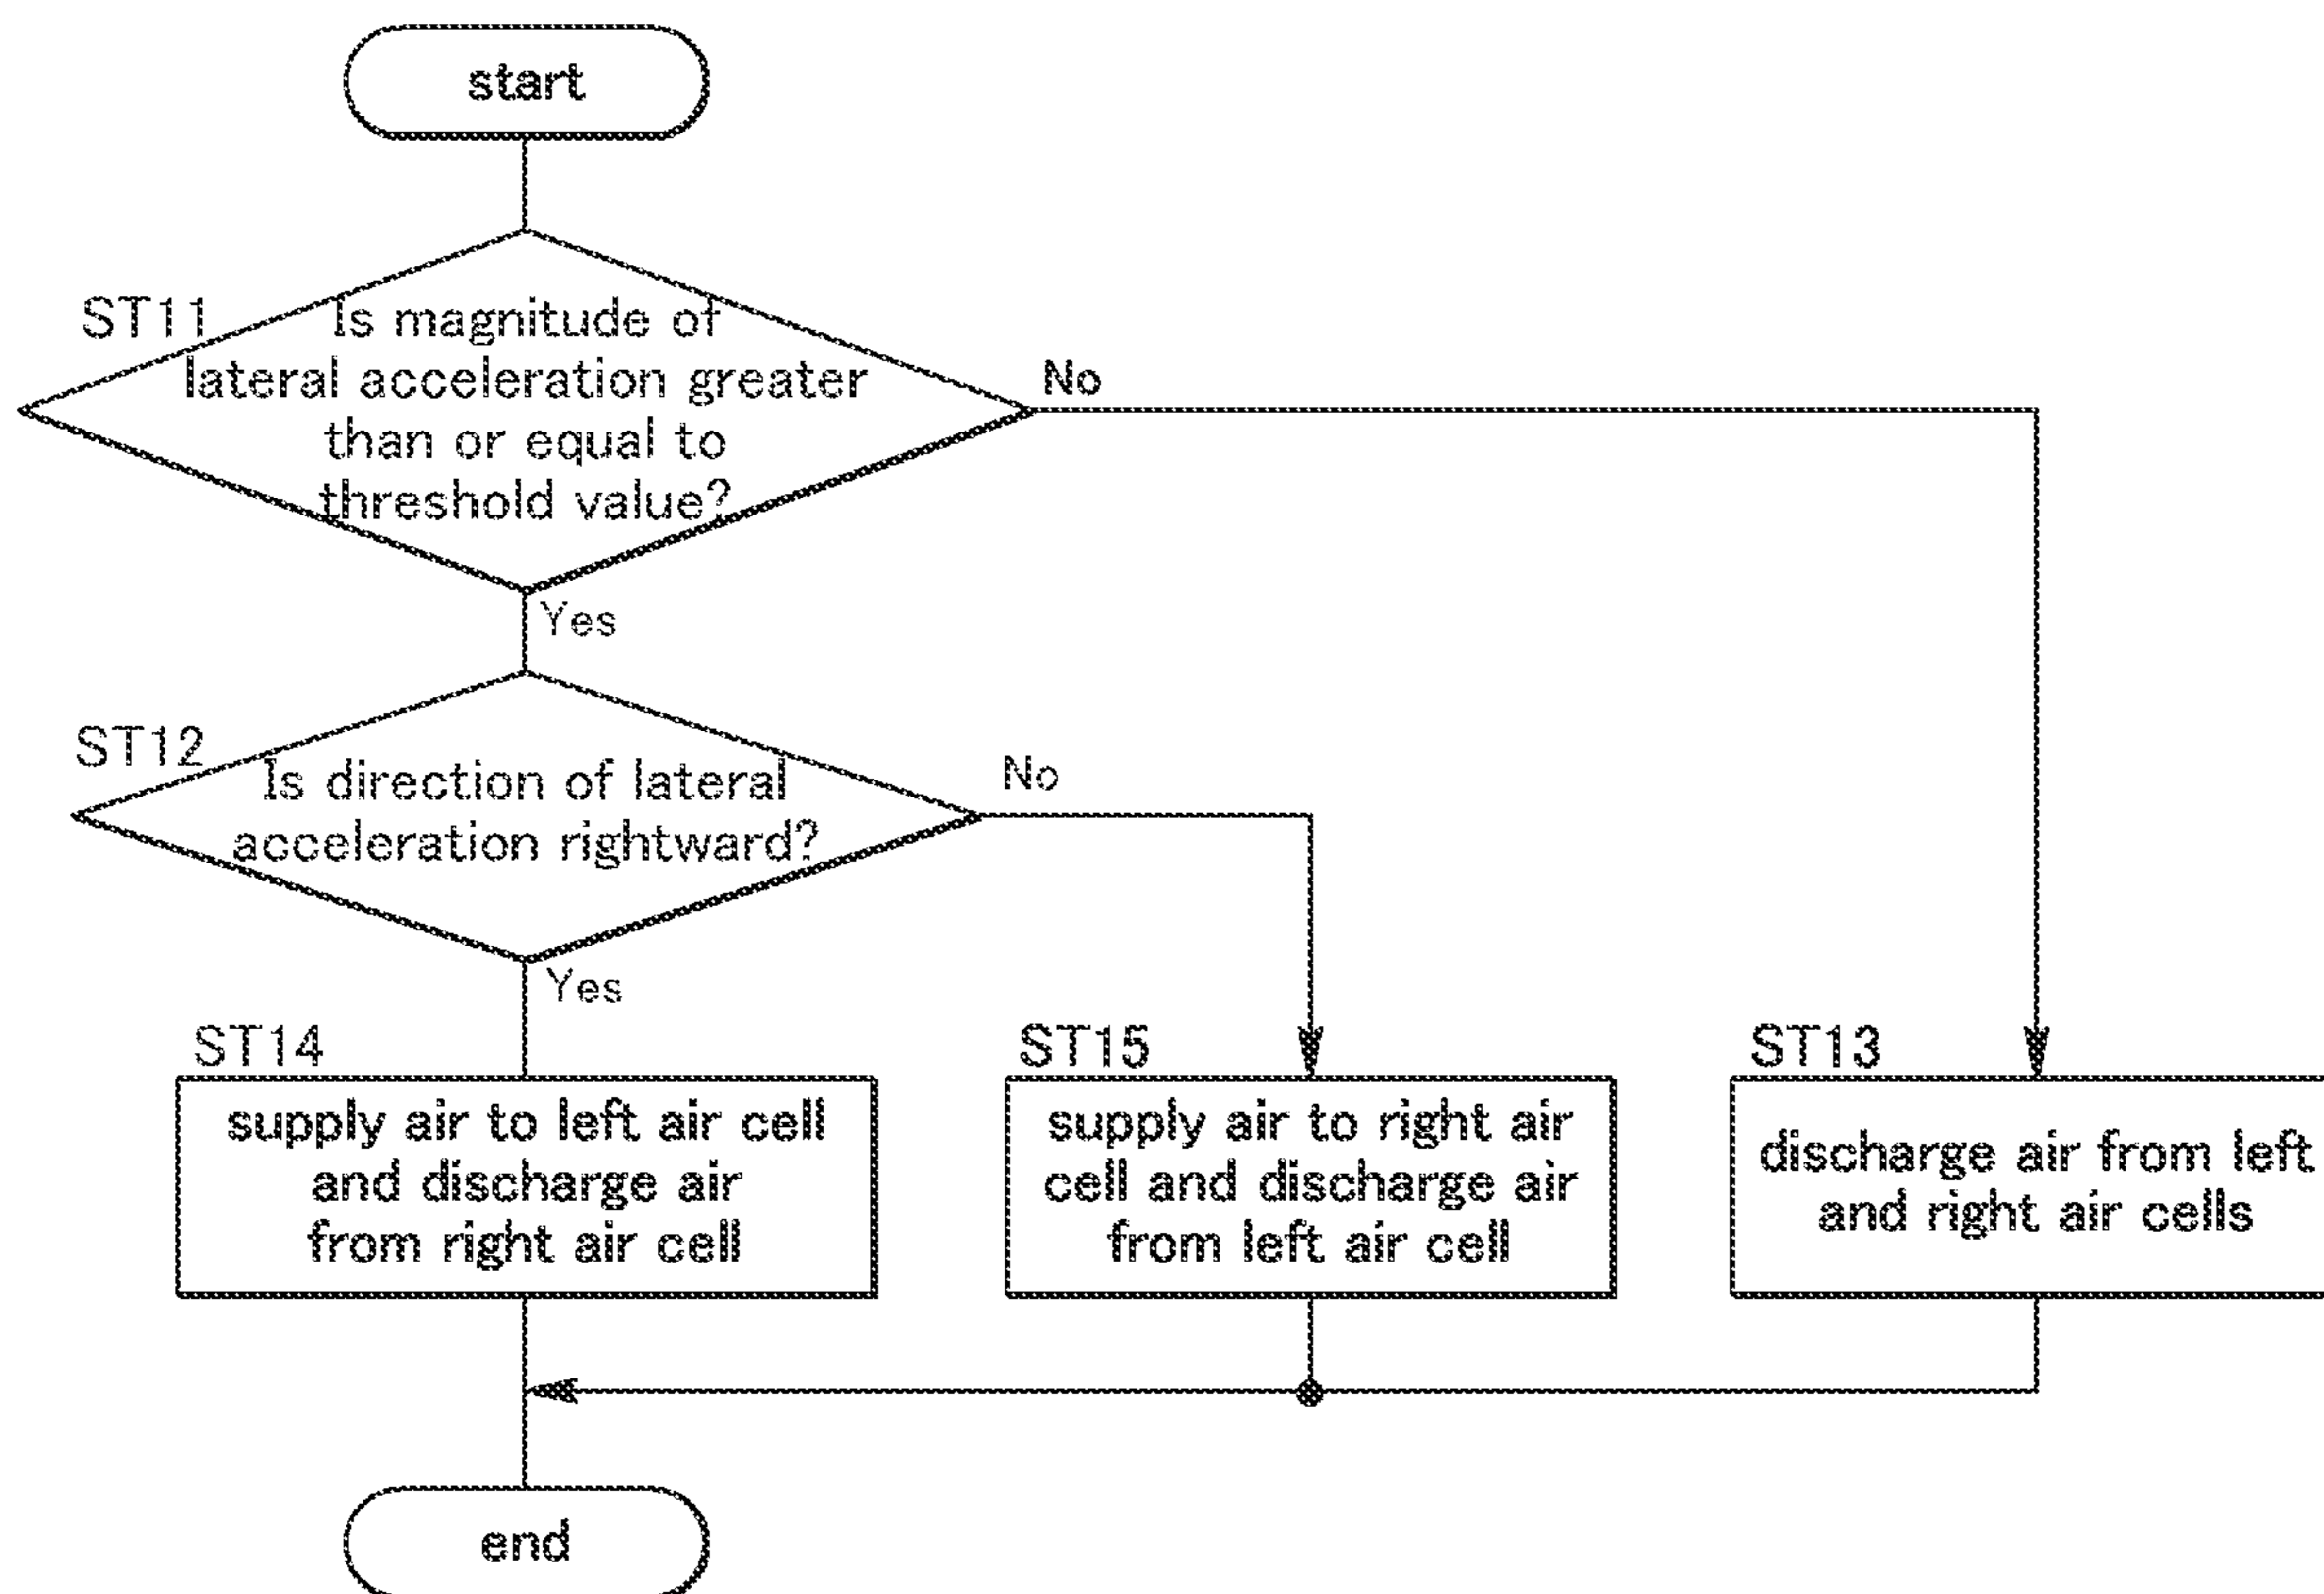 start
ST11
Is magnitude of
lateral acceleration greater
than or equal to
threshold value?
No
Yes
ST12
Is direction of lateral
acceleration rightward?
No
Yes
ST14
supply air to left air cell
and discharge air
from right air cell
ST15
supply air to right air
cell and discharge air
from left air cell
ST13
discharge air from left
and right air cells
end